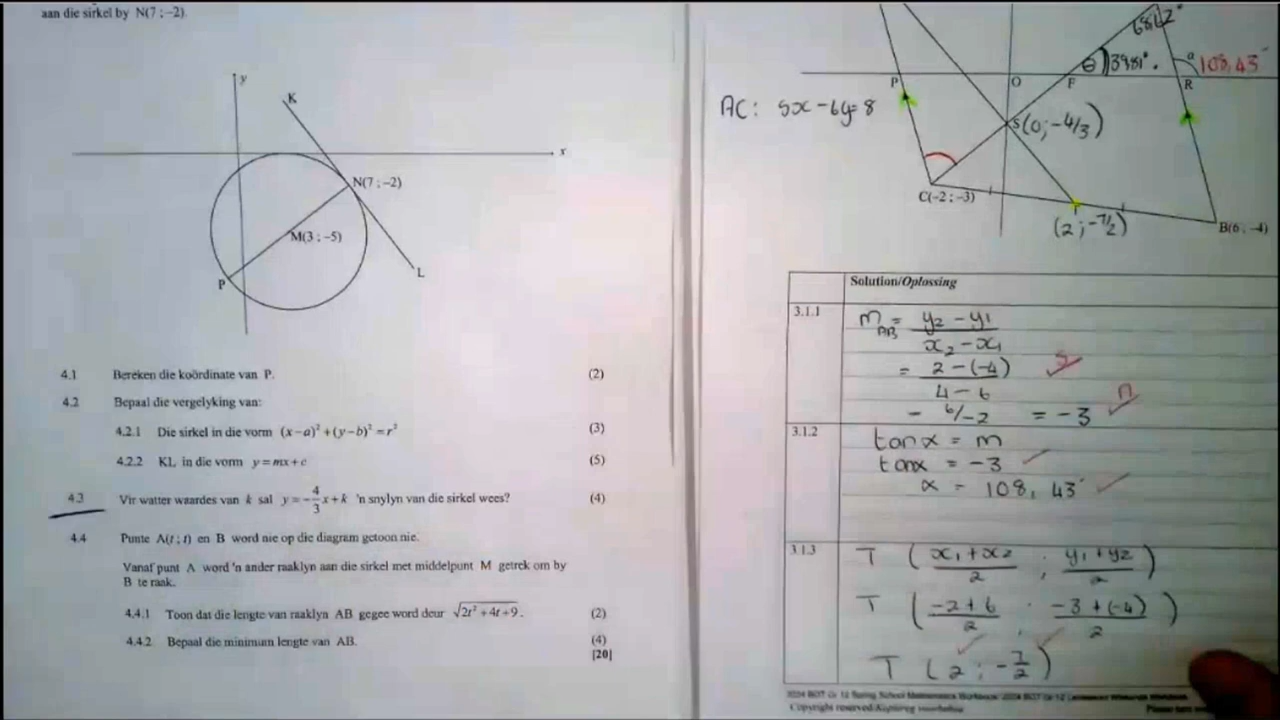 aan die sirkel by N(7 ; -2)
y
K
x
N(7 ; -2)
M(3 ; -5)
L
P
4.1 Bereken die koördinate van P. (2)
4.2 Bepaal die vergelyking van:
4.2.1 Die sirkel in die vorm (x-a)² + (y-b)² = r² (3)
4.2.2 KL in die vorm y = mx + c (5)
4.3 Vir watter waardes van k sal y = -4/3 x + k 'n snylyn van die sirkel wees? (4)
4.4 Punte A(t ; t) en B word nie op die diagram getoon nie.
Vanaf punt A word 'n ander raaklyn aan die sirkel met middelpunt M getrek om by
B te raak.
4.4.1 Toon dat die lengte van raaklyn AB gegee word deur √(2t² + 4t + 9). (2)
4.4.2 Bepaal die minimum lengte van AB. (4)
[20]
θ 39,81° α 108,43°
P O F R
AC: 5x - 6y = 8
S(0; -4/3)
C(-2 ; -3)
(2; -7/2)
B(6 ; -4)
Solution/Oplossing
3.1.1 m AB = y₂ - y₁ / x₂ - x₁
= 2 - (-4) / 4 - 6
= 6/-2 = -3
3.1.2 tan α = m
tan α = -3
α = 108,43°
3.1.3 T ( x₁ + x₂ / 2 ; y₁ + y₂ / 2 )
T ( -2 + 6 / 2 ; -3 + (-4) / 2 )
T ( 2 ; -7/2 )
Copyright reserved/Kopiereg voorbehou